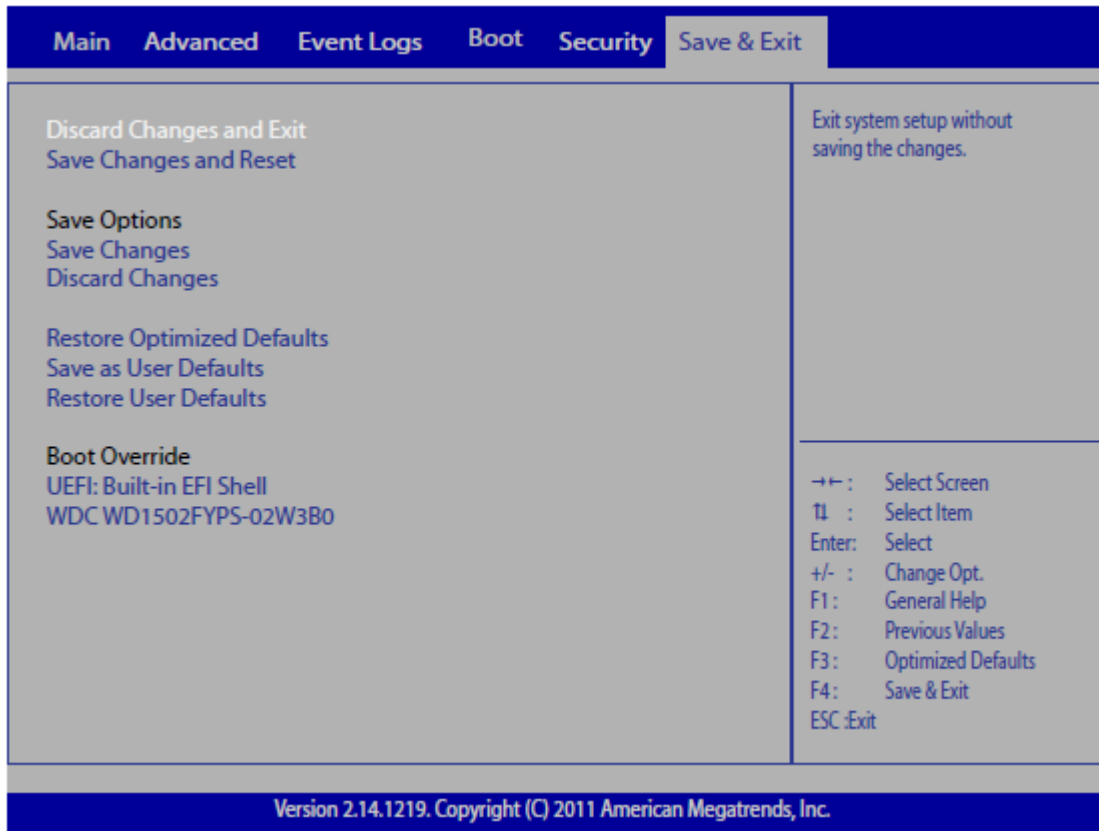 Main Advanced Event Logs Boot Security Save & Exit
Discard Changes and Exit
Save Changes and Reset
Save Options
Save Changes
Discard Changes
Restore Optimized Defaults
Save as User Defaults
Restore User Defaults
Boot Override
UEFI: Built-in EFI Shell
WDC WD1502FYPS-02W3B0
Exit system setup without
saving the changes.
→← : Select Screen
↑↓ : Select Item
Enter: Select
+/- : Change Opt.
F1 : General Help
F2 : Previous Values
F3 : Optimized Defaults
F4 : Save & Exit
ESC :Exit
Version 2.14.1219. Copyright (C) 2011 American Megatrends, Inc.